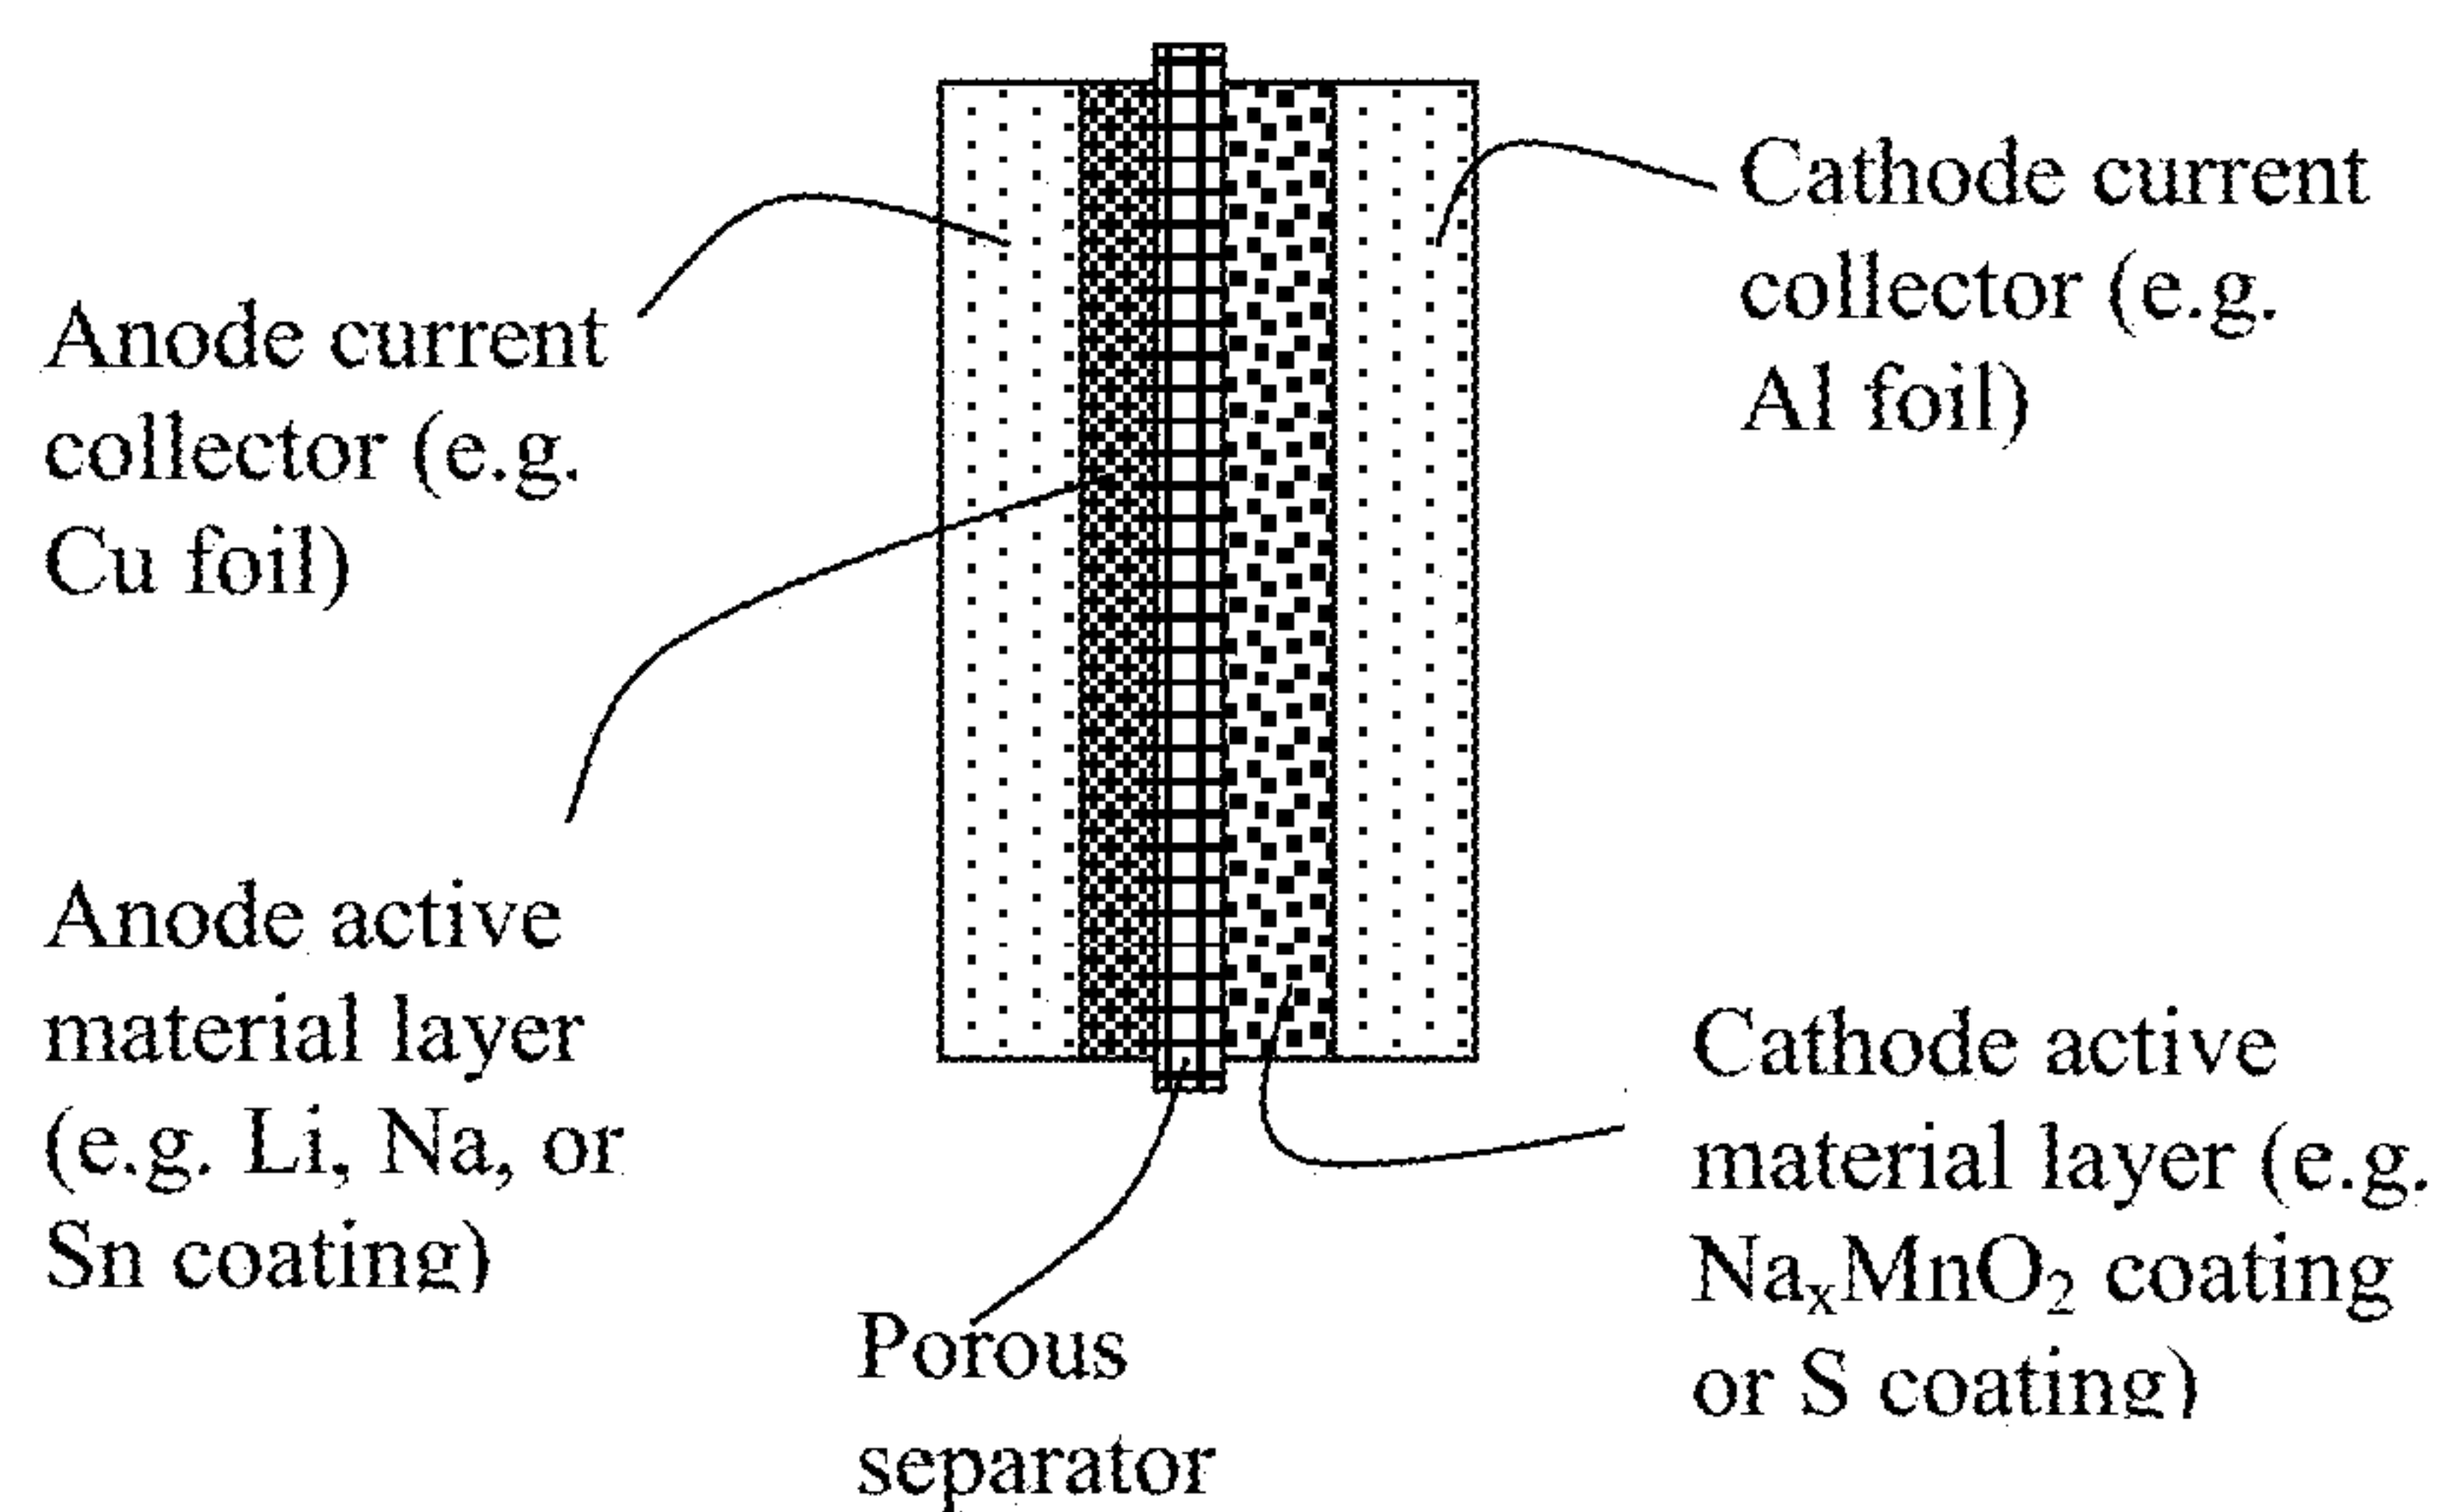 Anode current
collector (e.g.
Cu foil)
Anode active
material layer
(e.g. Li, Na, or
Sn coating)
Porous
separator
Cathode current
collector (e.g.
Al foil)
Cathode active
material layer (e.g.
NaₓMnO₂ coating
or S coating)